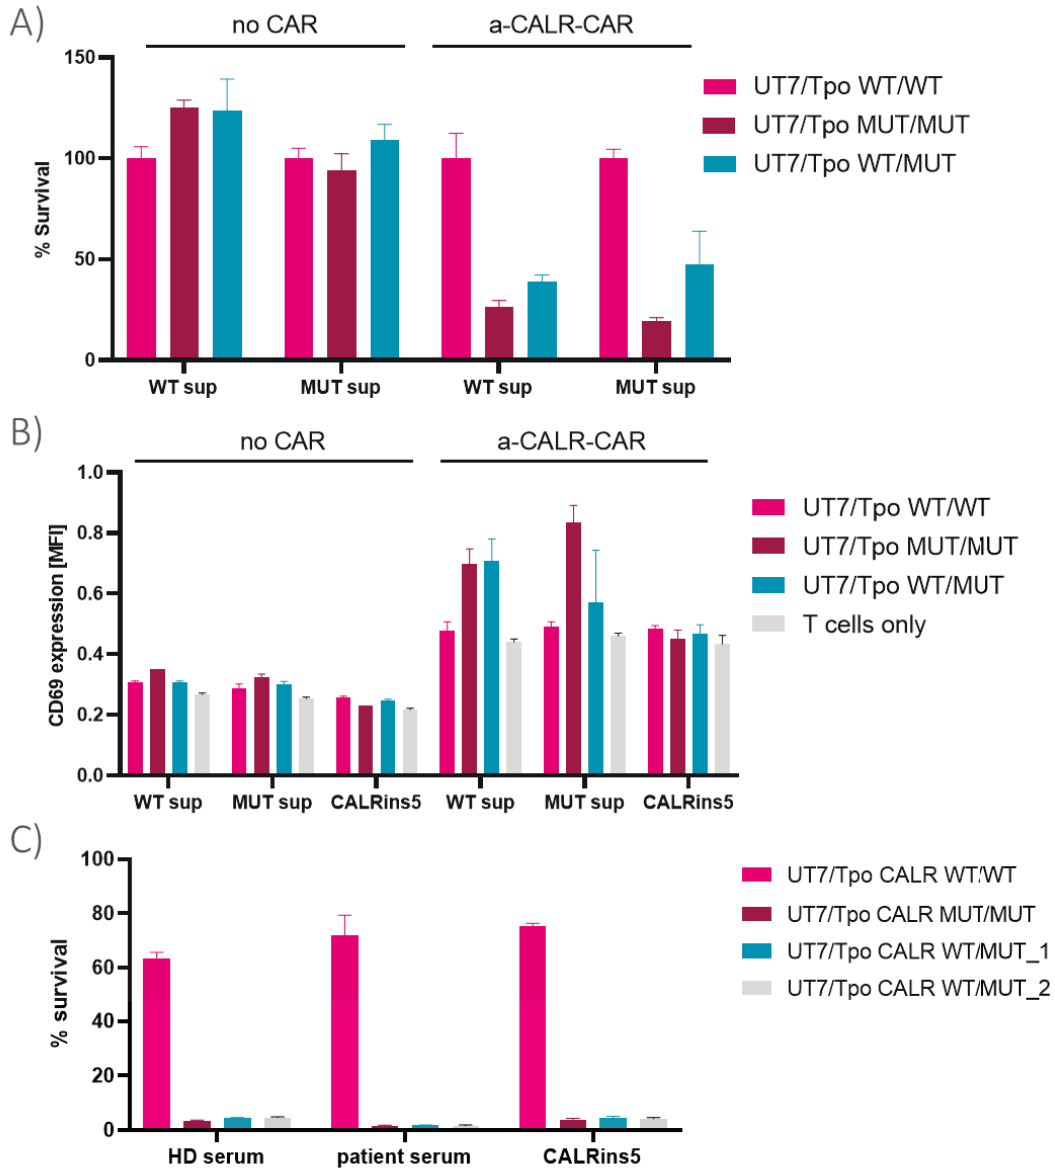 A)
no CAR
a-CALR-CAR
% Survival
150
100
50
0
WT sup
MUT sup
WT sup
MUT sup
UT7/Tpo WT/WT
UT7/Tpo MUT/MUT
UT7/Tpo WT/MUT
B)
no CAR
a-CALR-CAR
CD69 expression [MFI]
1.0
0.8
0.6
0.4
0.2
0.0
WT sup
MUT sup
CALRins5
WT sup
MUT sup
CALRins5
UT7/Tpo WT/WT
UT7/Tpo MUT/MUT
UT7/Tpo WT/MUT
T cells only
C)
% survival
100
80
60
40
20
0
HD serum
patient serum
CALRins5
UT7/Tpo CALR WT/WT
UT7/Tpo CALR MUT/MUT
UT7/Tpo CALR WT/MUT_1
UT7/Tpo CALR WT/MUT_2